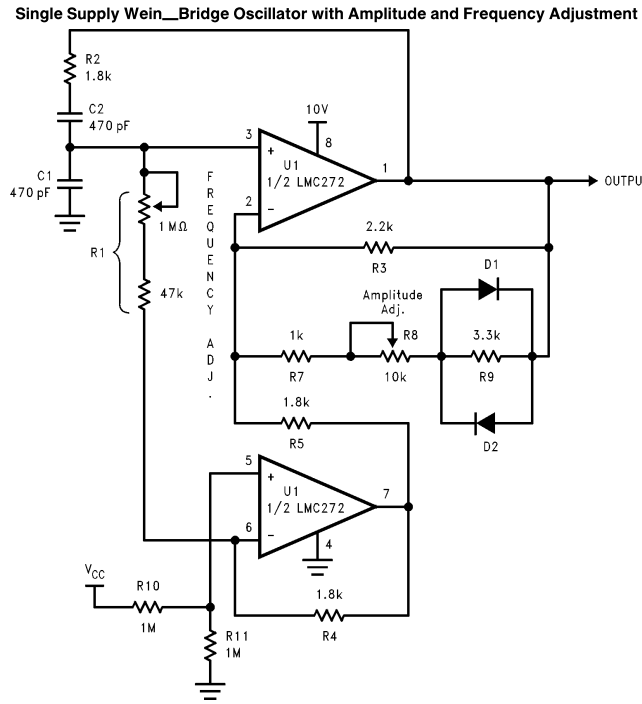 Single Supply Wein__Bridge Oscillator with Amplitude and Frequency Adjustment
R2
1.8k
C2
470 pF
C1
470 pF
R1
1 MΩ
47k
FREQUENCY ADJ.
10V
8
3
+
U1
1/2 LMC272
2
−
1
OUTPU
2.2k
R3
D1
Amplitude
Adj.
1k
R7
R8
10k
3.3k
R9
D2
1.8k
R5
5
+
U1
1/2 LMC272
6
−
7
4
1.8k
R4
VCC
R10
1M
R11
1M